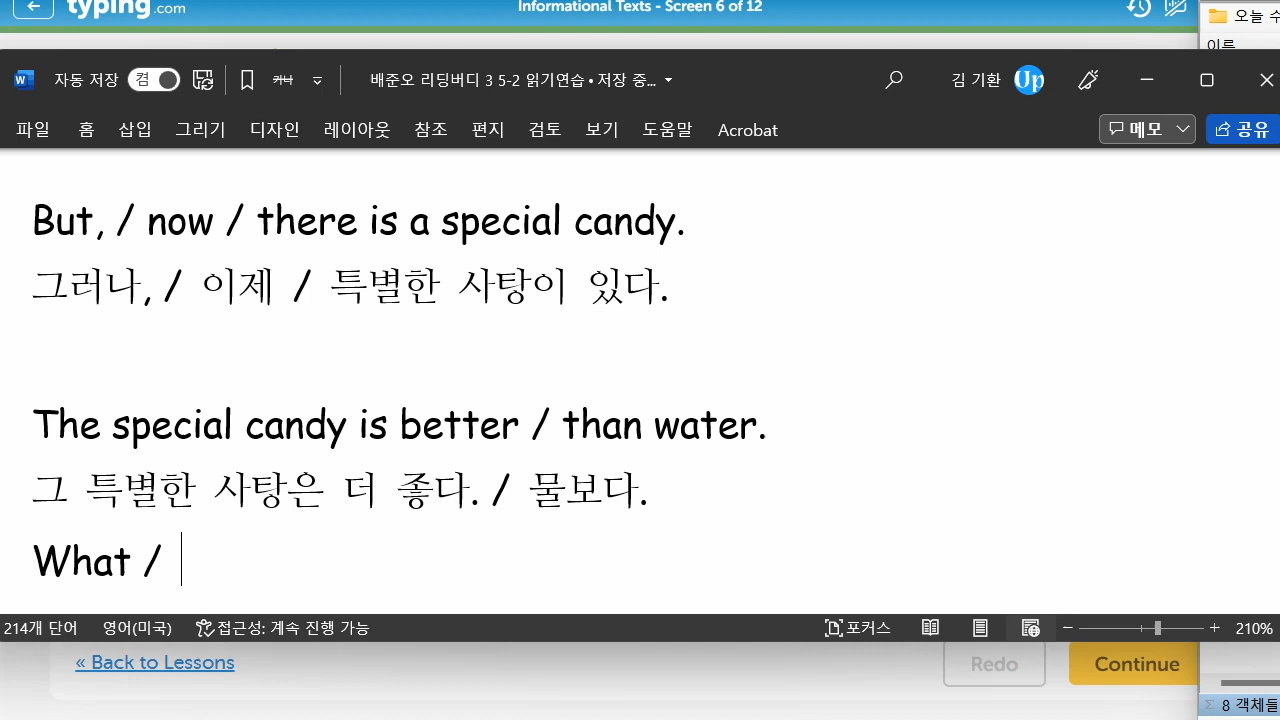 typing.com
Informational Texts - Screen 6 of 12
오늘 수
이름
자동 저장 켬
가나
배준오 리딩버디 3 5-2 읽기연습 • 저장 중...
김 기환
Up
파일 홈 삽입 그리기 디자인 레이아웃 참조 편지 검토 보기 도움말 Acrobat
메모 공유
But, / now / there is a special candy.
그러나, / 이제 / 특별한 사탕이 있다.
The special candy is better / than water.
그 특별한 사탕은 더 좋다. / 물보다.
What /
214개 단어 영어(미국) 접근성: 계속 진행 가능 포커스 210%
« Back to Lessons Redo Continue
8 객체들